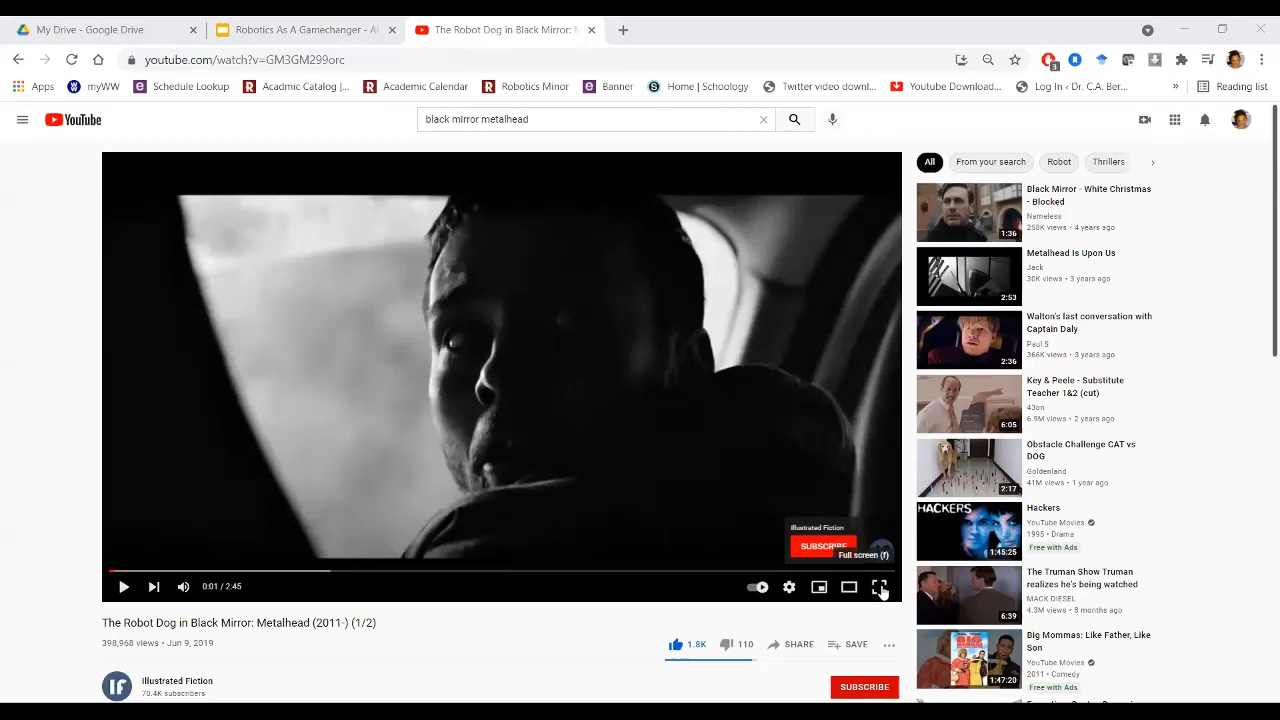 My Drive - Google Drive
Robotics As A Gamechanger - A
The Robot Dog in Black Mirror: M
youtube.com/watch?v=GM3GM299orc
3
Apps
myWW
Schedule Lookup
Acadmic Catalog |...
Academic Calendar
Robotics Minor
Banner
Home | Schology
Twitter video downl...
Youtube Download...
Log In ‹ Dr. C.A. Ber...
»
Reading list
YouTube
black mirror metalhead
All
From your search
Robot
Thrillers
Black Mirror - White Christmas
- Blocked
Nameless
258K views • 4 years ago
1:36
Metalhead Is Upon Us
Jack
30K views • 3 years ago
2:53
Walton's last conversation with
Captain Daly
Paul S
366K views • 3 years ago
2:36
Key & Peele - Substitute
Teacher 1&2 (cut)
43on
6.9M views • 2 years ago
6:05
Obstacle Challenge CAT vs
DOG
Goldenland
41M views • 1 year ago
2:17
HACKERS
Hackers
YouTube Movies
1995 • Drama
Free with Ads
1:45:25
The Truman Show Truman
realizes he's being watched
MACK DIESEL
4.3M views • 8 months ago
6:39
Big Mommas: Like Father, Like
Son
YouTube Movies
2011 • Comedy
Free with Ads
1:47:20
Illustrated Fiction
SUBSCRIBE
Full screen (f)
0:01 / 2:45
The Robot Dog in Black Mirror: Metalhead (2011-) (1/2)
398,968 views • Jun 9, 2019
1.8K
110
SHARE
SAVE
IF
Illustrated Fiction
70.4K subscribers
SUBSCRIBE